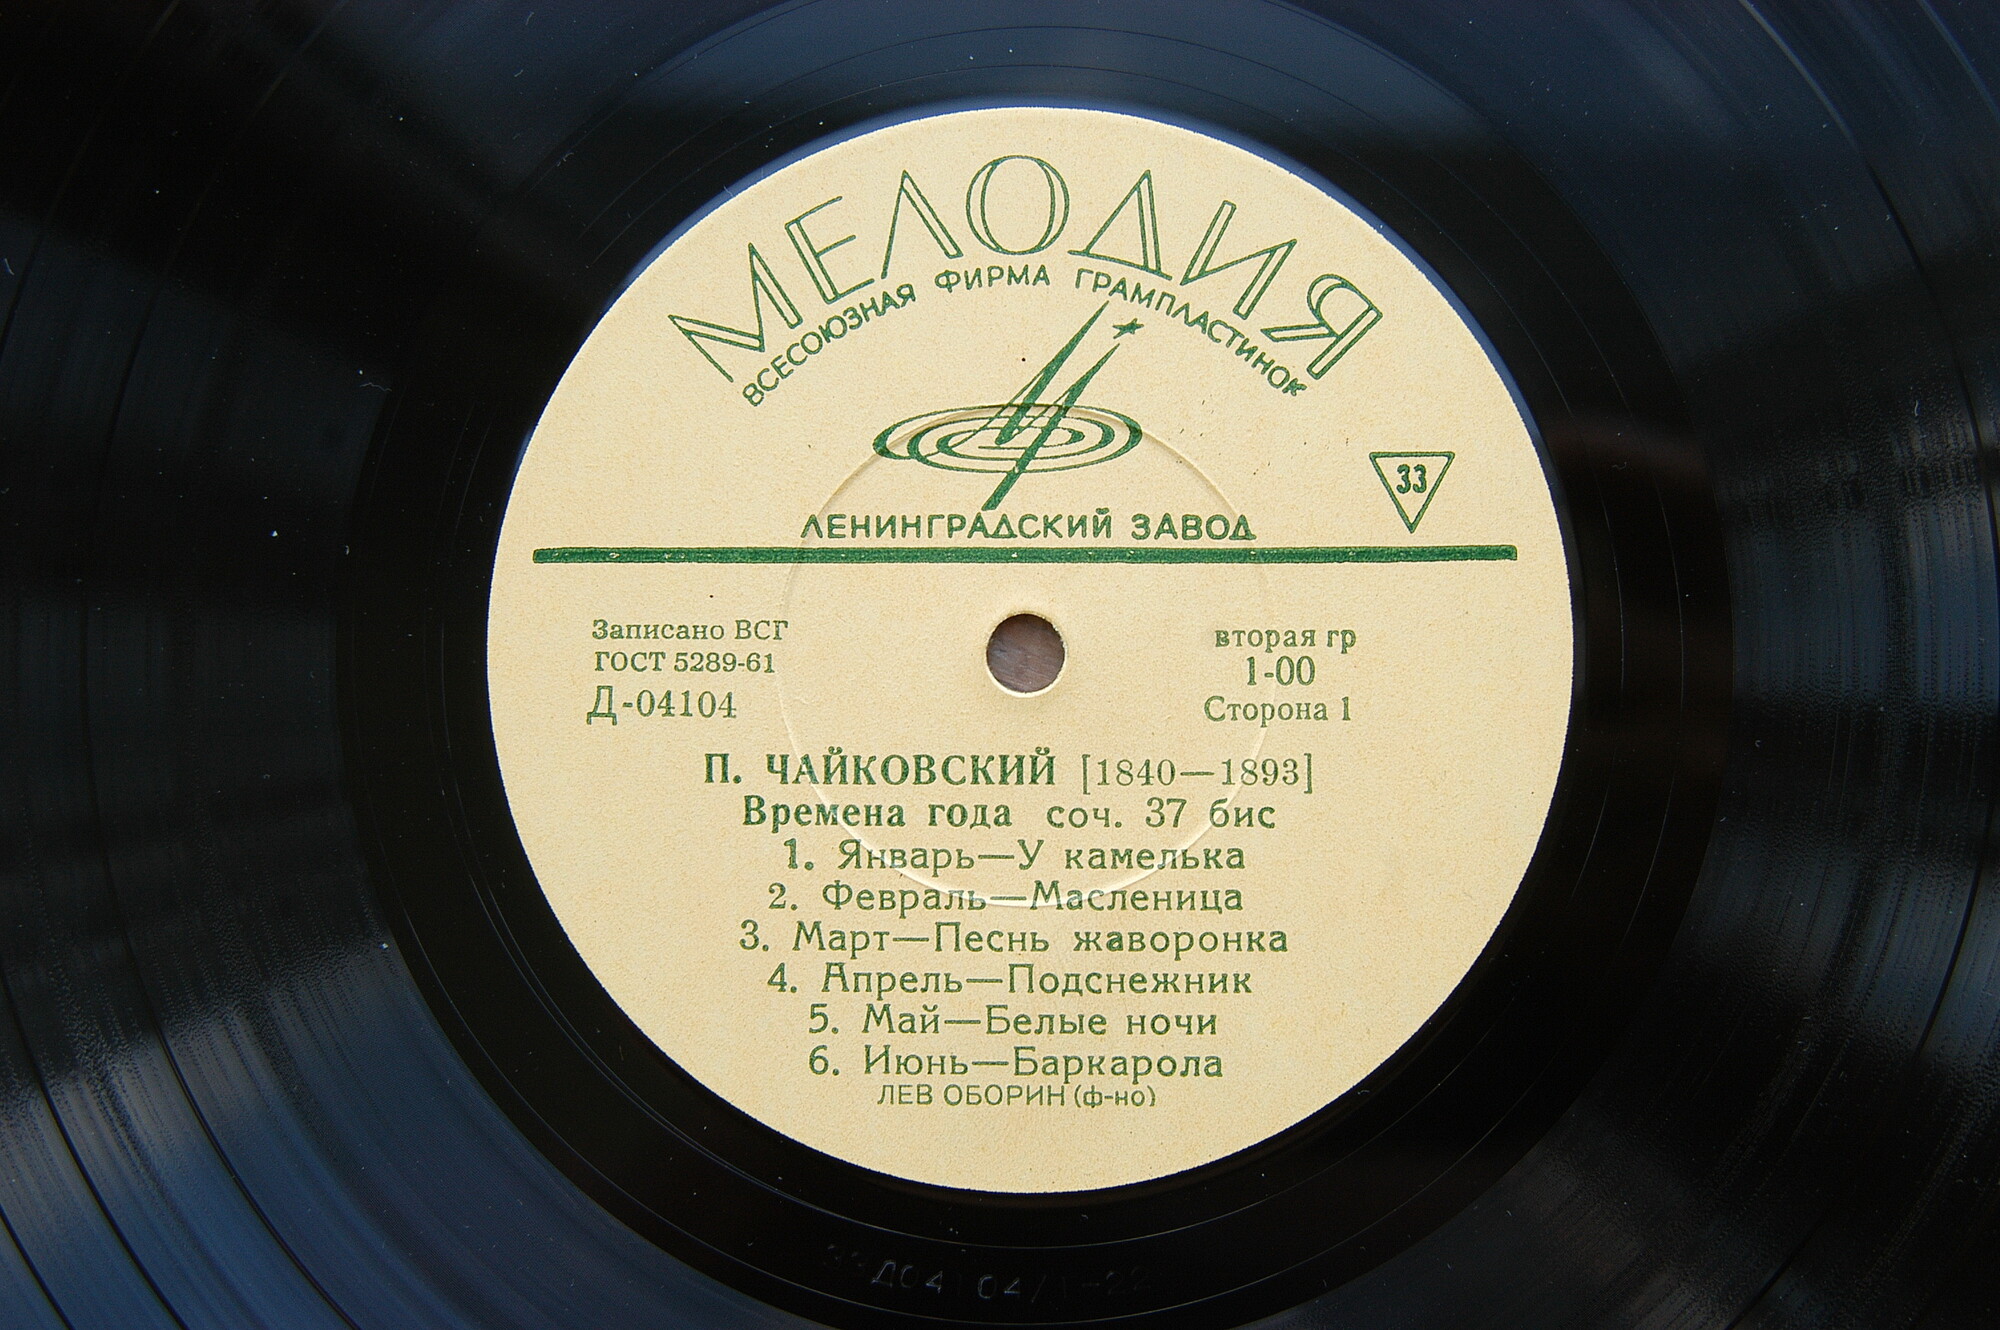 МЕЛОДИЯ
ВСЕСОЮЗНАЯ ФИРМА ГРАМПЛАСТИНОК
33
ЛЕНИНГРАДСКИЙ ЗАВОД
Записано ВСГ
ГОСТ 5289-61
Д-04104
вторая гр
1-00
Сторона 1
П. ЧАЙКОВСКИЙ [1840—1893]
Времена года соч. 37 бис
1. Январь—У камелька
2. Февраль—Масленица
3. Март—Песнь жаворонка
4. Апрель—Подснежник
5. Май—Белые ночи
6. Июнь—Баркарола
ЛЕВ ОБОРИН (ф-но)